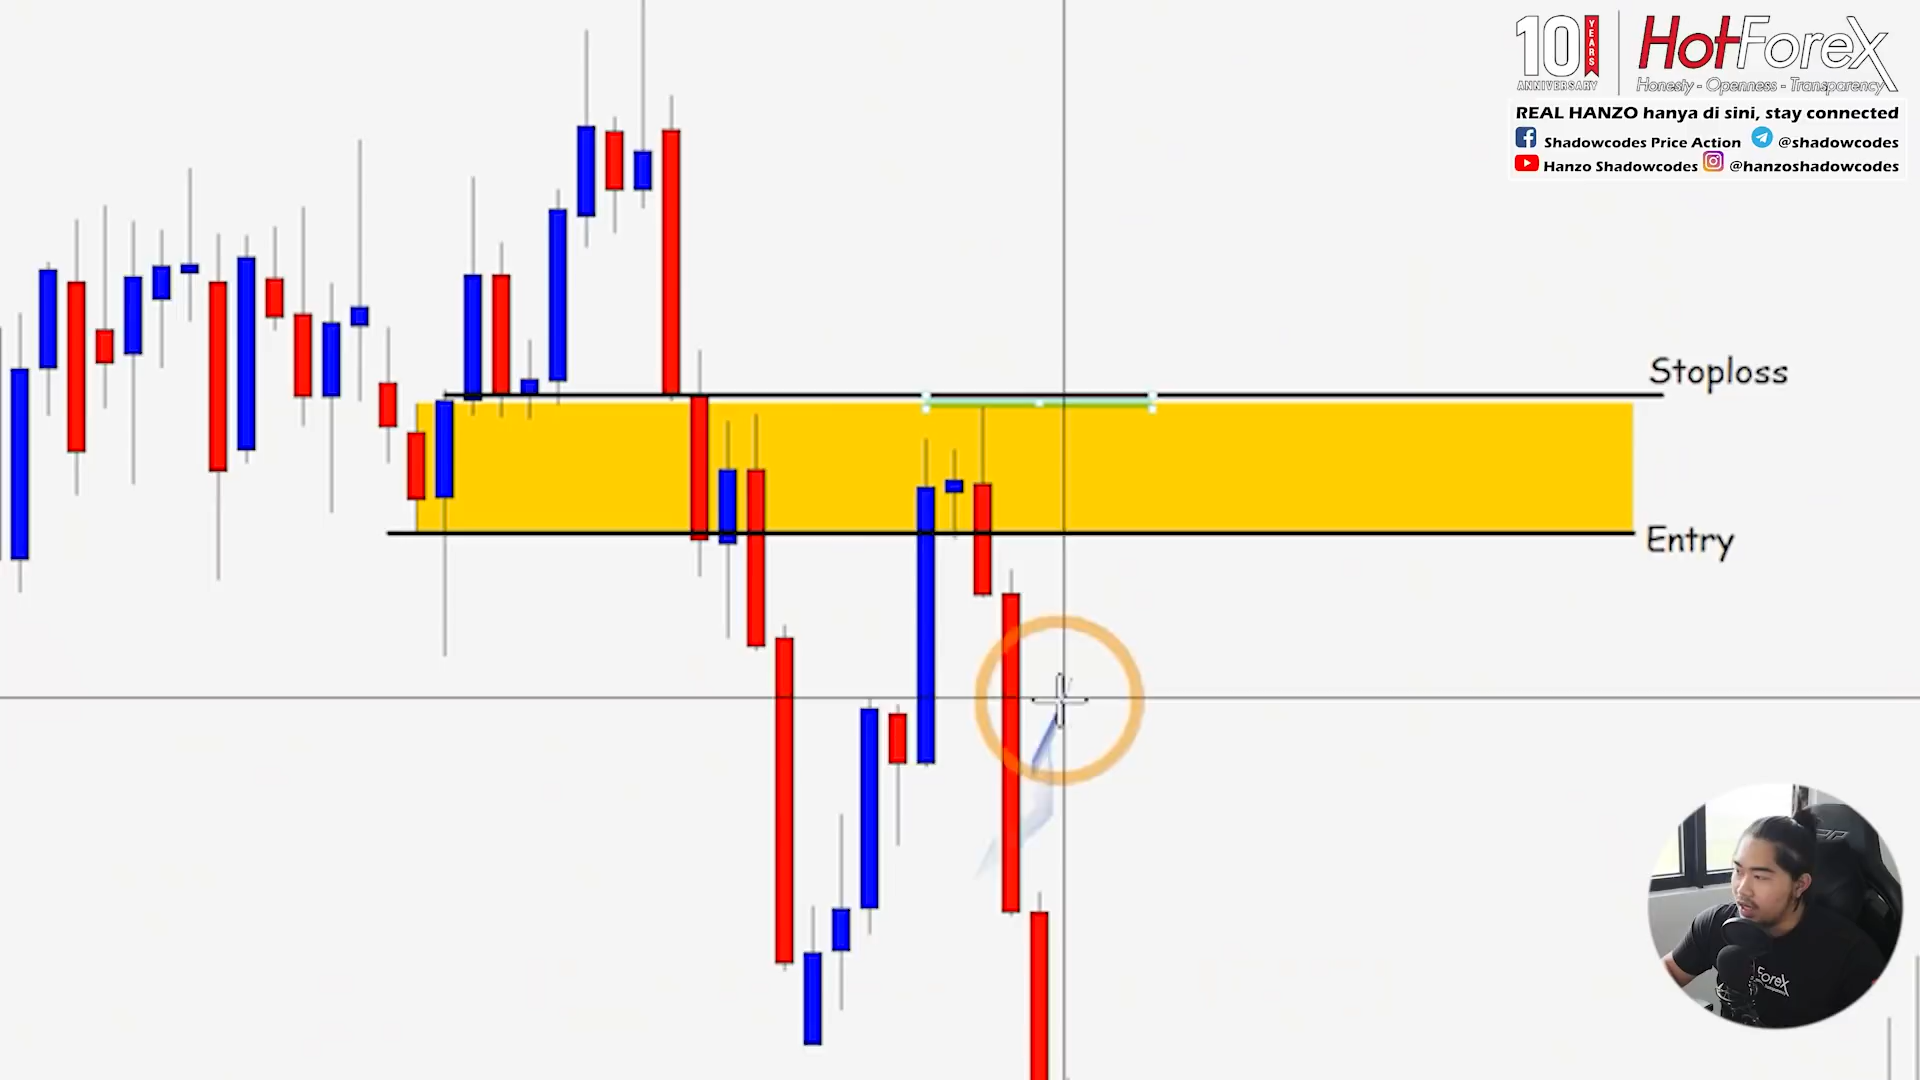 10 YEARS
ANNIVERSARY
HotForex
Honesty - Openness - Transparency
REAL HANZO hanya di sini, stay connected
Shadowcodes Price Action @shadowcodes
Hanzo Shadowcodes @hanzoshadowcodes
Stoploss
Entry
Forex